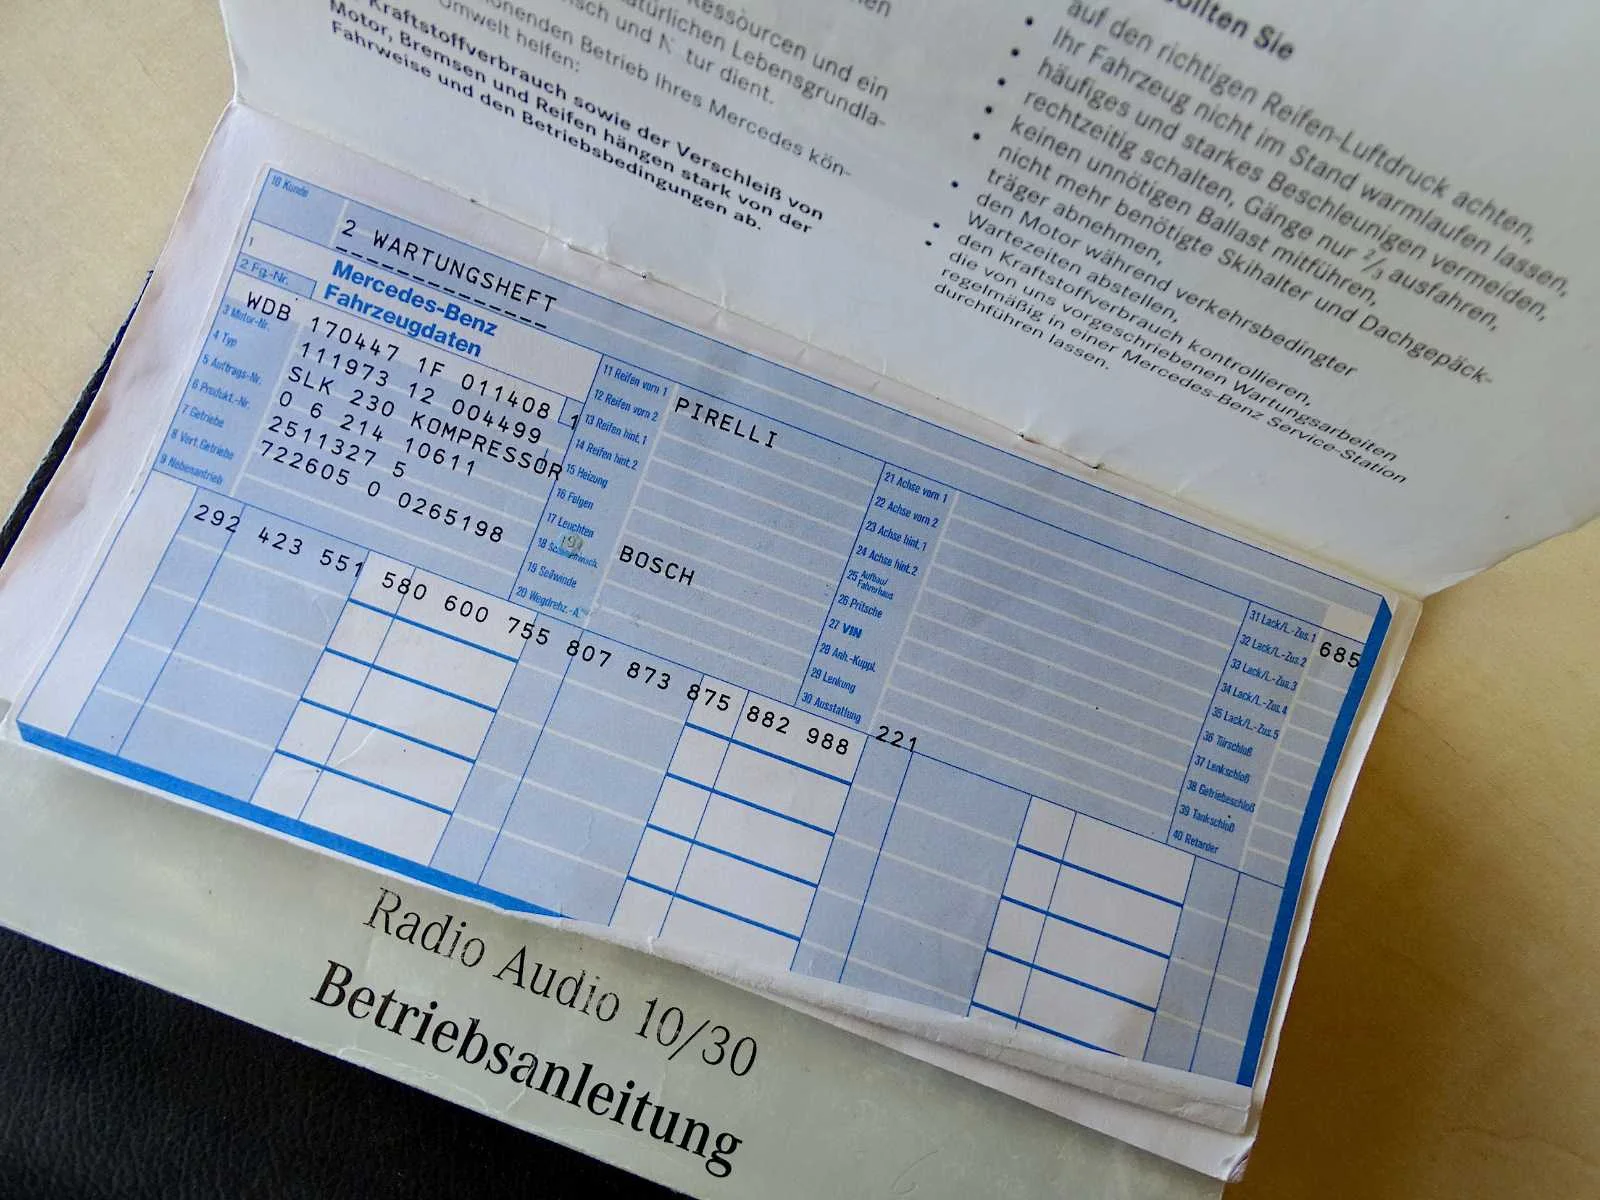 Ressourcen und ein
türlichen Lebensgrundla-
isch und N tur dient.
onenden Betrieb Ihres Mercedes kön-
Umwelt helfen:
Kraftstoffverbrauch sowie der Verschleiß von
Motor, Bremsen und Reifen hängen stark von der
Fahrweise und den Betriebsbedingungen ab.
sollten Sie
auf den richtigen Reifen-Luftdruck achten,
• Ihr Fahrzeug nicht im Stand warmlaufen lassen,
• häufiges und starkes Beschleunigen vermeiden,
• rechtzeitig schalten, Gänge nur ⅔ ausfahren,
• keinen unnötigen Ballast mitführen,
• nicht mehr benötigte Skihalter und Dachgepäck-
träger abnehmen,
• den Motor während verkehrsbedingter
Wartezeiten abstellen,
• den Kraftstoffverbrauch kontrollieren,
• die von uns vorgeschriebenen Wartungsarbeiten
regelmäßig in einer Mercedes-Benz Service-Station
durchführen lassen.
10 Kunde
2 WARTUNGSHEFT
1
Mercedes-Benz
Fahrzeugdaten
2 Fg.-Nr.
WDB 170447 1F 011408 1
3 Motor-Nr. 111973 12 004499
4 Typ SLK 230 KOMPRESSOR
5 Auftrags-Nr. 0 6 214 10611
6 Produkt.-Nr. 2511327 5
7 Getriebe 722605 0 0265198
8 Vert.Getriebe
9 Nebenantrieb
11 Reifen vorn 1 PIRELLI
12 Reifen vorn 2
13 Reifen hint.1
14 Reifen hint.2
15 Heizung
16 Felgen
17 Leuchten BOSCH
19 Seilwinde
20 Wegdrehz.-A.
21 Achse vorn 1
22 Achse vorn 2
23 Achse hint.1
24 Achse hint.2
25 Aufbau/
Fahrerhaus
26 Pritsche
27 VIN
28 Anh.-Kuppl.
29 Lenkung
30 Ausstattung
31 Lack/L.-Zus.1 685
32 Lack/L.-Zus.2
33 Lack/L.-Zus.3
34 Lack/L.-Zus.4
35 Lack/L.-Zus.5
36 Türschloß
37 Lenkschloß
38 Getriebeschloß
39 Tankschloß
40 Retarder
292 423 551 580 600 755 807 873 875 882 988 221
Radio Audio 10/30
Betriebsanleitung